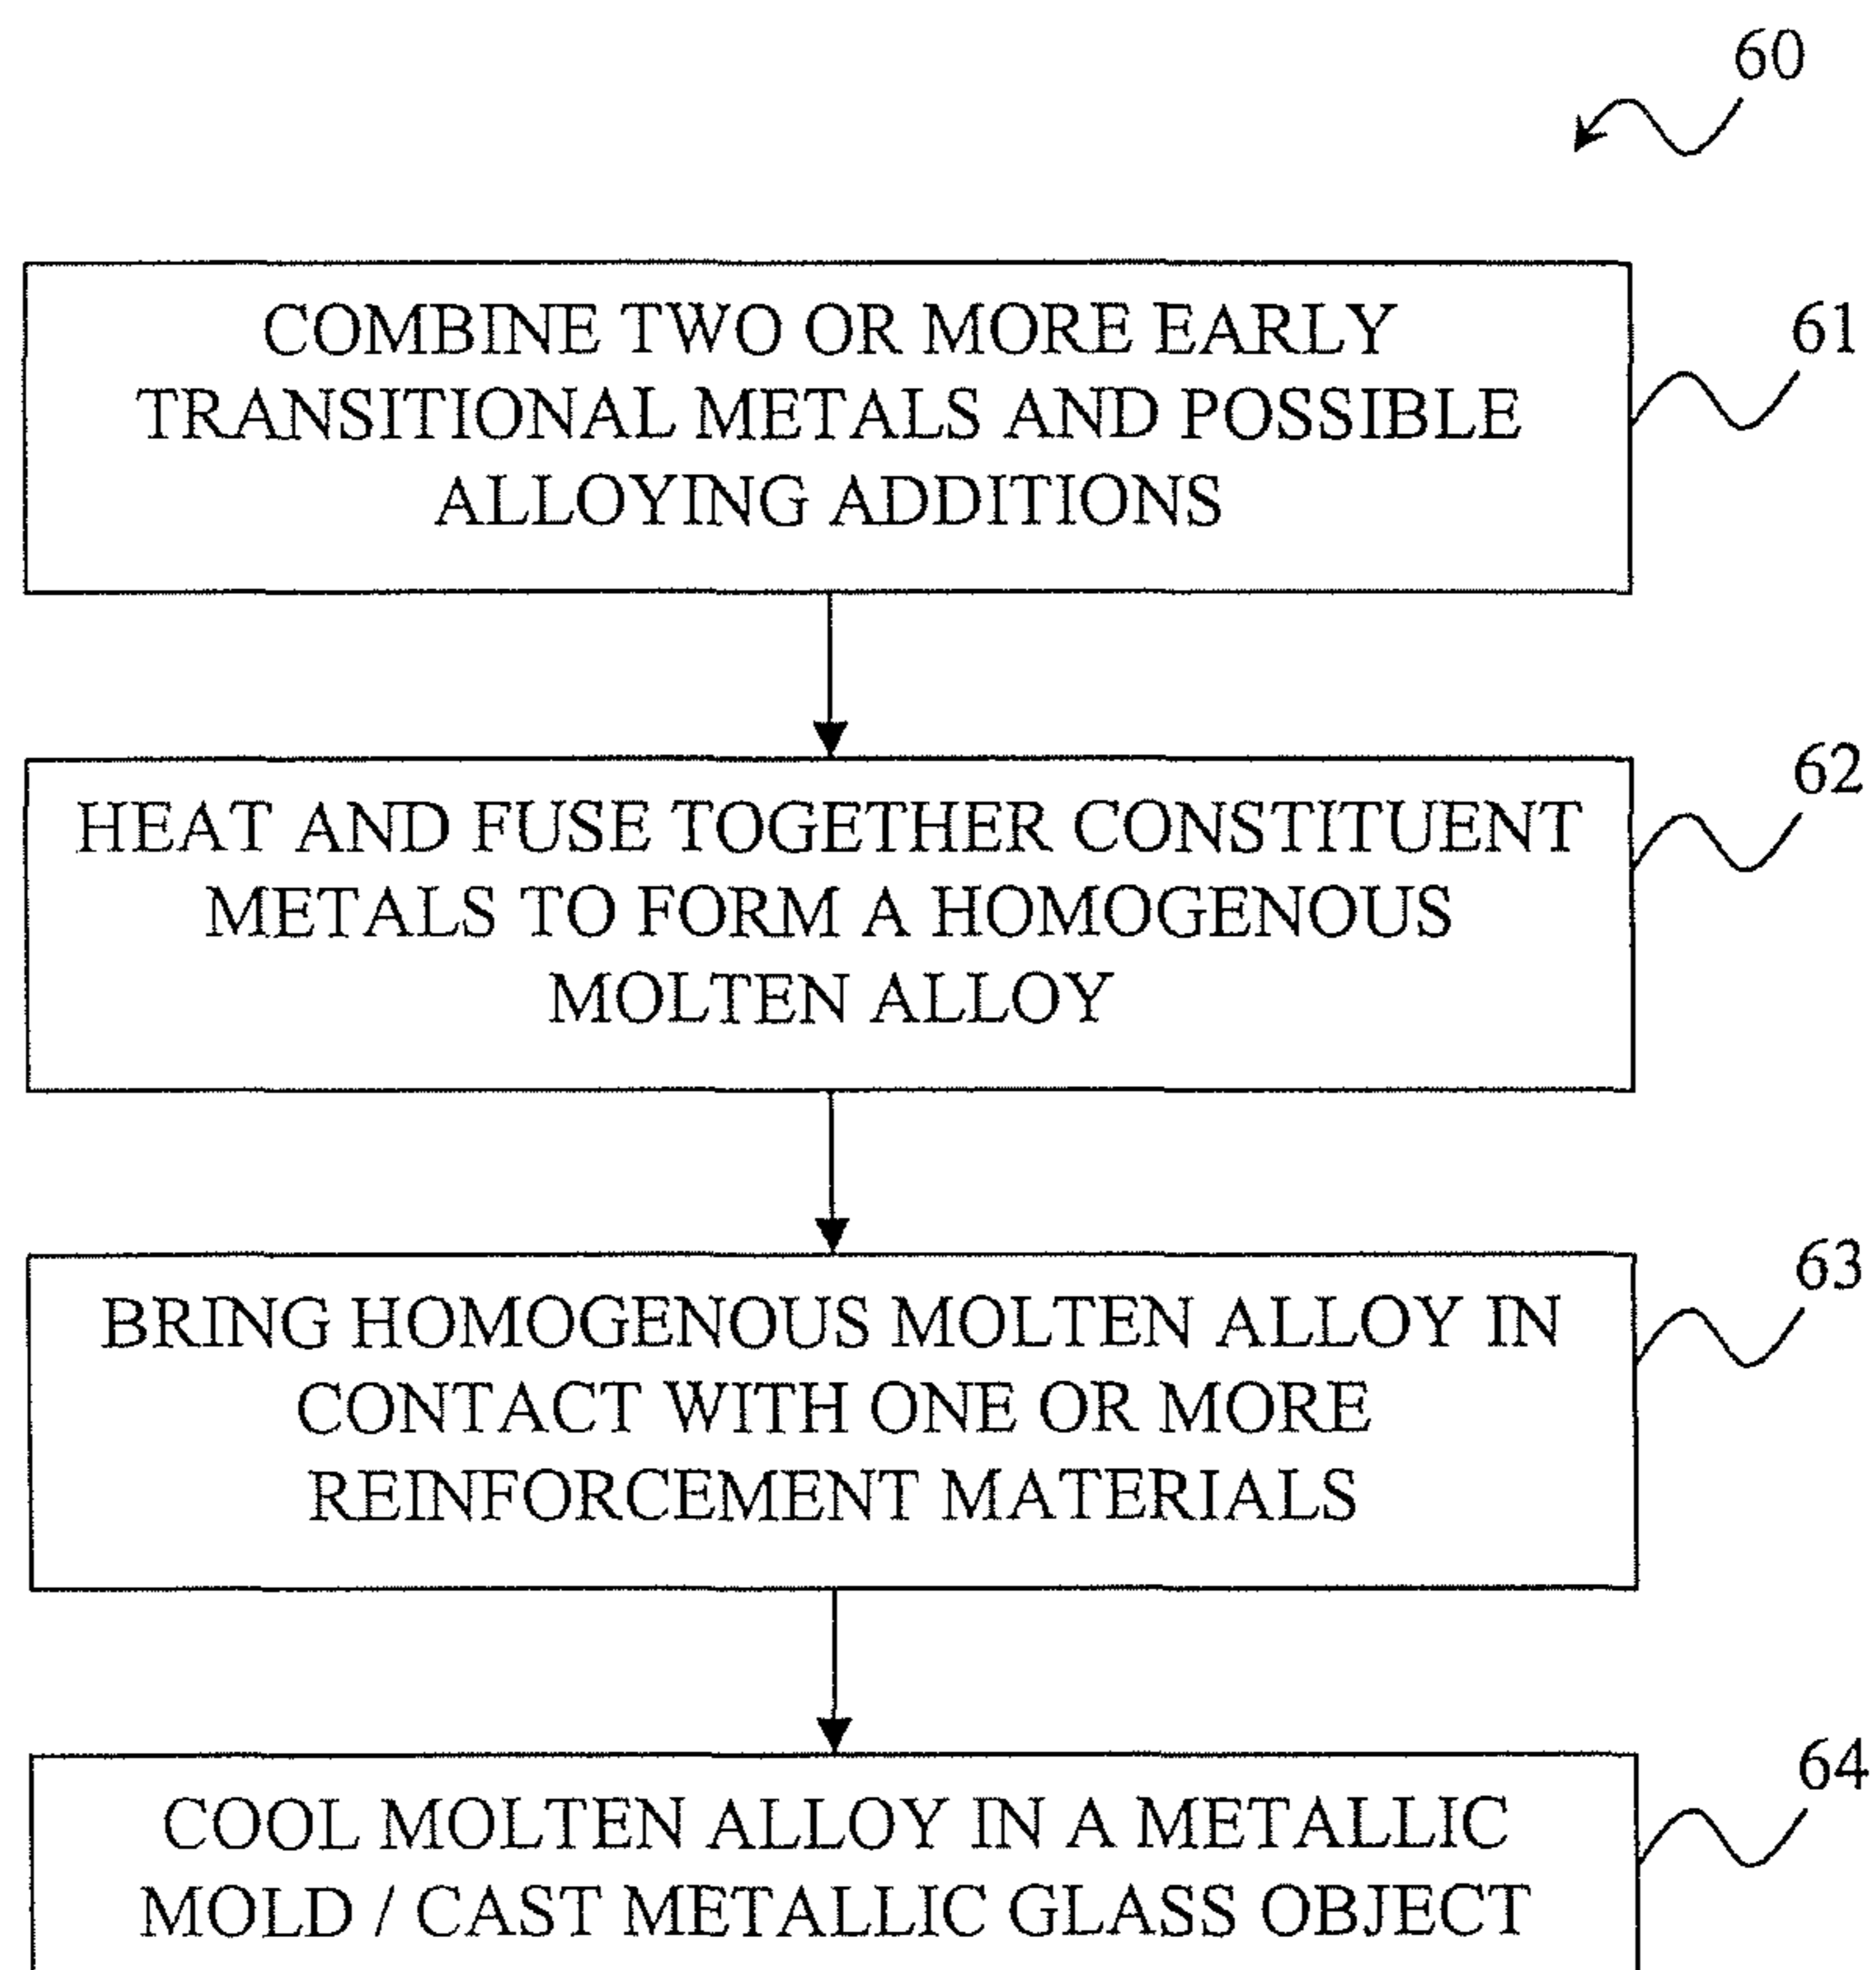 60
COMBINE TWO OR MORE EARLY
TRANSITIONAL METALS AND POSSIBLE
ALLOYING ADDITIONS
61
HEAT AND FUSE TOGETHER CONSTITUENT
METALS TO FORM A HOMOGENOUS
MOLTEN ALLOY
62
BRING HOMOGENOUS MOLTEN ALLOY IN
CONTACT WITH ONE OR MORE
REINFORCEMENT MATERIALS
63
COOL MOLTEN ALLOY IN A METALLIC
MOLD / CAST METALLIC GLASS OBJECT
64